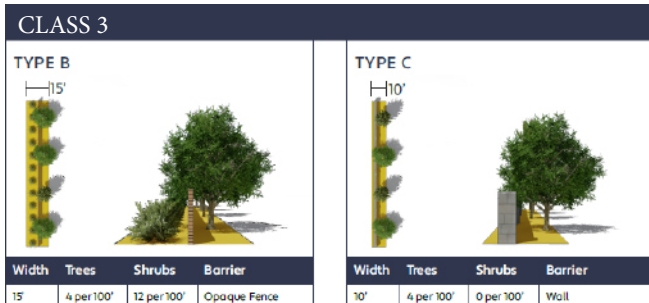 CLASS 3
TYPE B
15'
Width Trees Shrubs Barrier
15' 4 per 100' 12 per 100' Opaque Fence
TYPE C
10'
Width Trees Shrubs Barrier
10' 4 per 100' 0 per 100' Wall